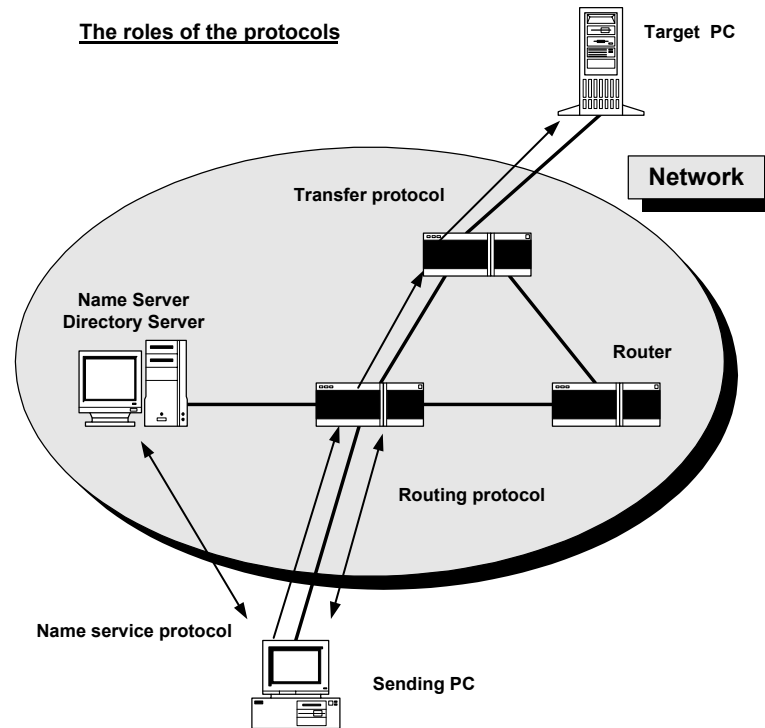 The roles of the protocols
Target PC
Network
Transfer protocol
Name Server
Directory Server
Router
Routing protocol
Name service protocol
Sending PC